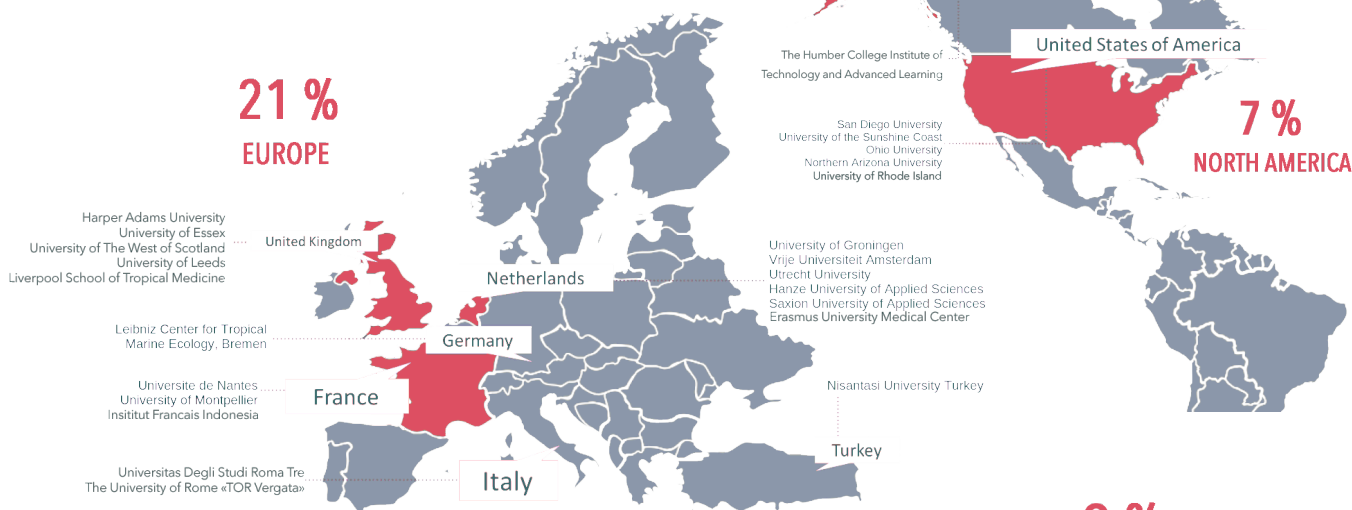 21 %
EUROPE
The Humber College Institute of
Technology and Advanced Learning
United States of America
San Diego University
University of the Sunshine Coast
Ohio University
Northern Arizona University
University of Rhode Island
7 %
NORTH AMERICA
Harper Adams University
University of Essex
University of The West of Scotland
University of Leeds
Liverpool School of Tropical Medicine
United Kingdom
Netherlands
University of Groningen
Vrije Universiteit Amsterdam
Utrecht University
Hanze University of Applied Sciences
Saxion University of Applied Sciences
Erasmus University Medical Center
Leibniz Center for Tropical
Marine Ecology, Bremen
Germany
Universite de Nantes
University of Montpellier
Insititut Francais Indonesia
France
Nisantasi University Turkey
Turkey
Universitas Degli Studi Roma Tre
The University of Rome «TOR Vergata»
Italy